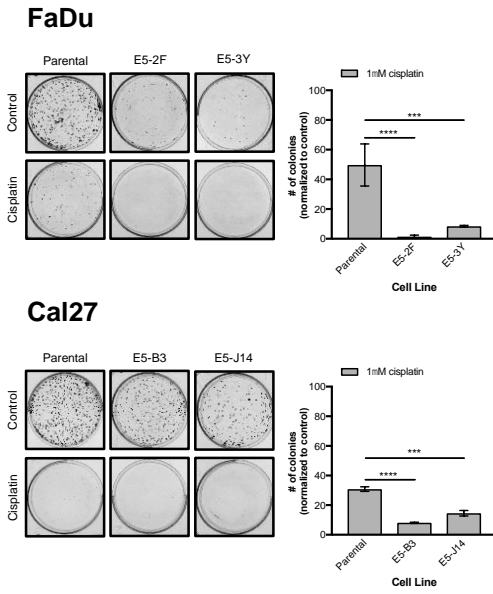 FaDu
Parental E5-2F E5-3Y
Control
Cisplatin
1mM cisplatin
100
80
60
40
20
0
***
****
# of colonies
(normalized to control)
Parental
E5-2F
E5-3Y
Cell Line
Cal27
Parental E5-B3 E5-J14
Control
Cisplatin
1mM cisplatin
100
80
60
40
20
0
***
****
# of colonies
(normalized to control)
Parental
E5-B3
E5-J14
Cell Line